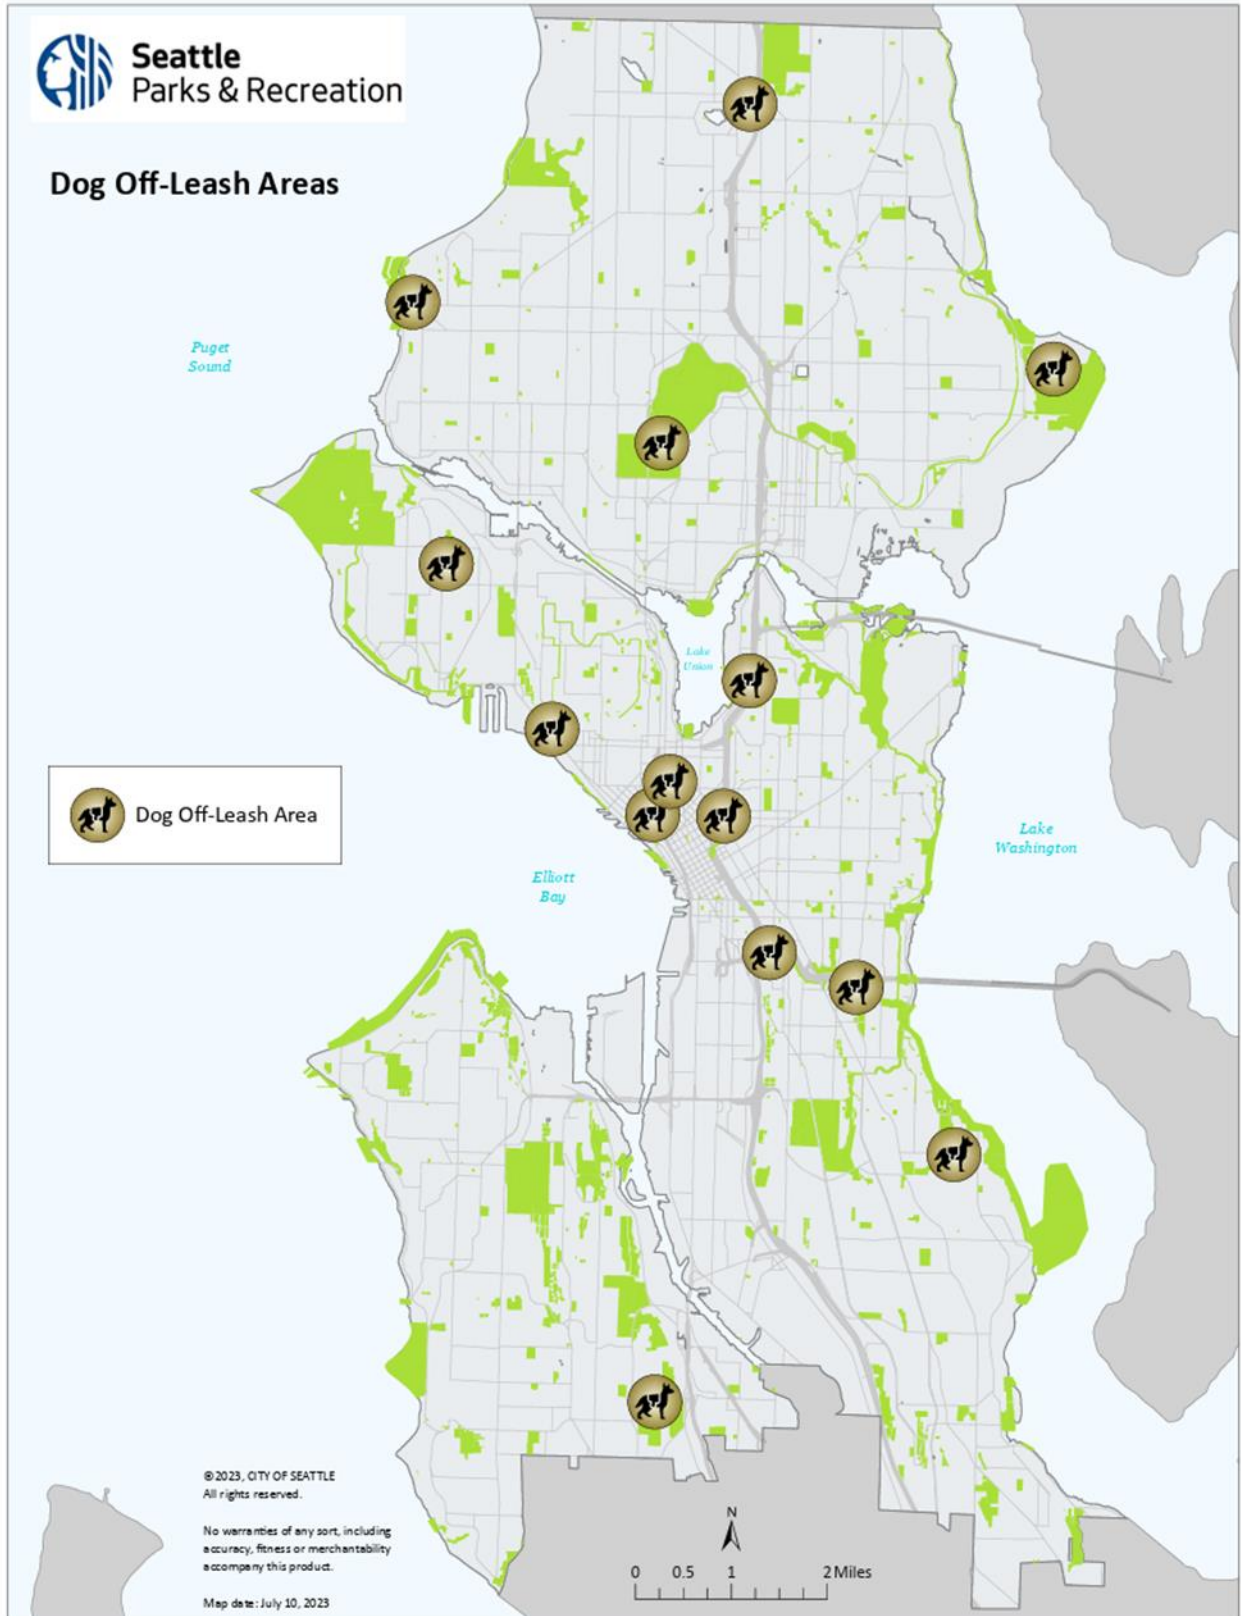 Seattle
Parks & Recreation
Dog Off-Leash Areas
Puget
Sound
Lake
Union
Dog Off-Leash Area
Lake
Washington
Elliott
Bay
©2023, CITY OF SEATTLE
All rights reserved.
No warranties of any sort, including
accuracy, fitness or merchantability
accompany this product.
Map date: July 10, 2023
N
0 0.5 1 2 Miles